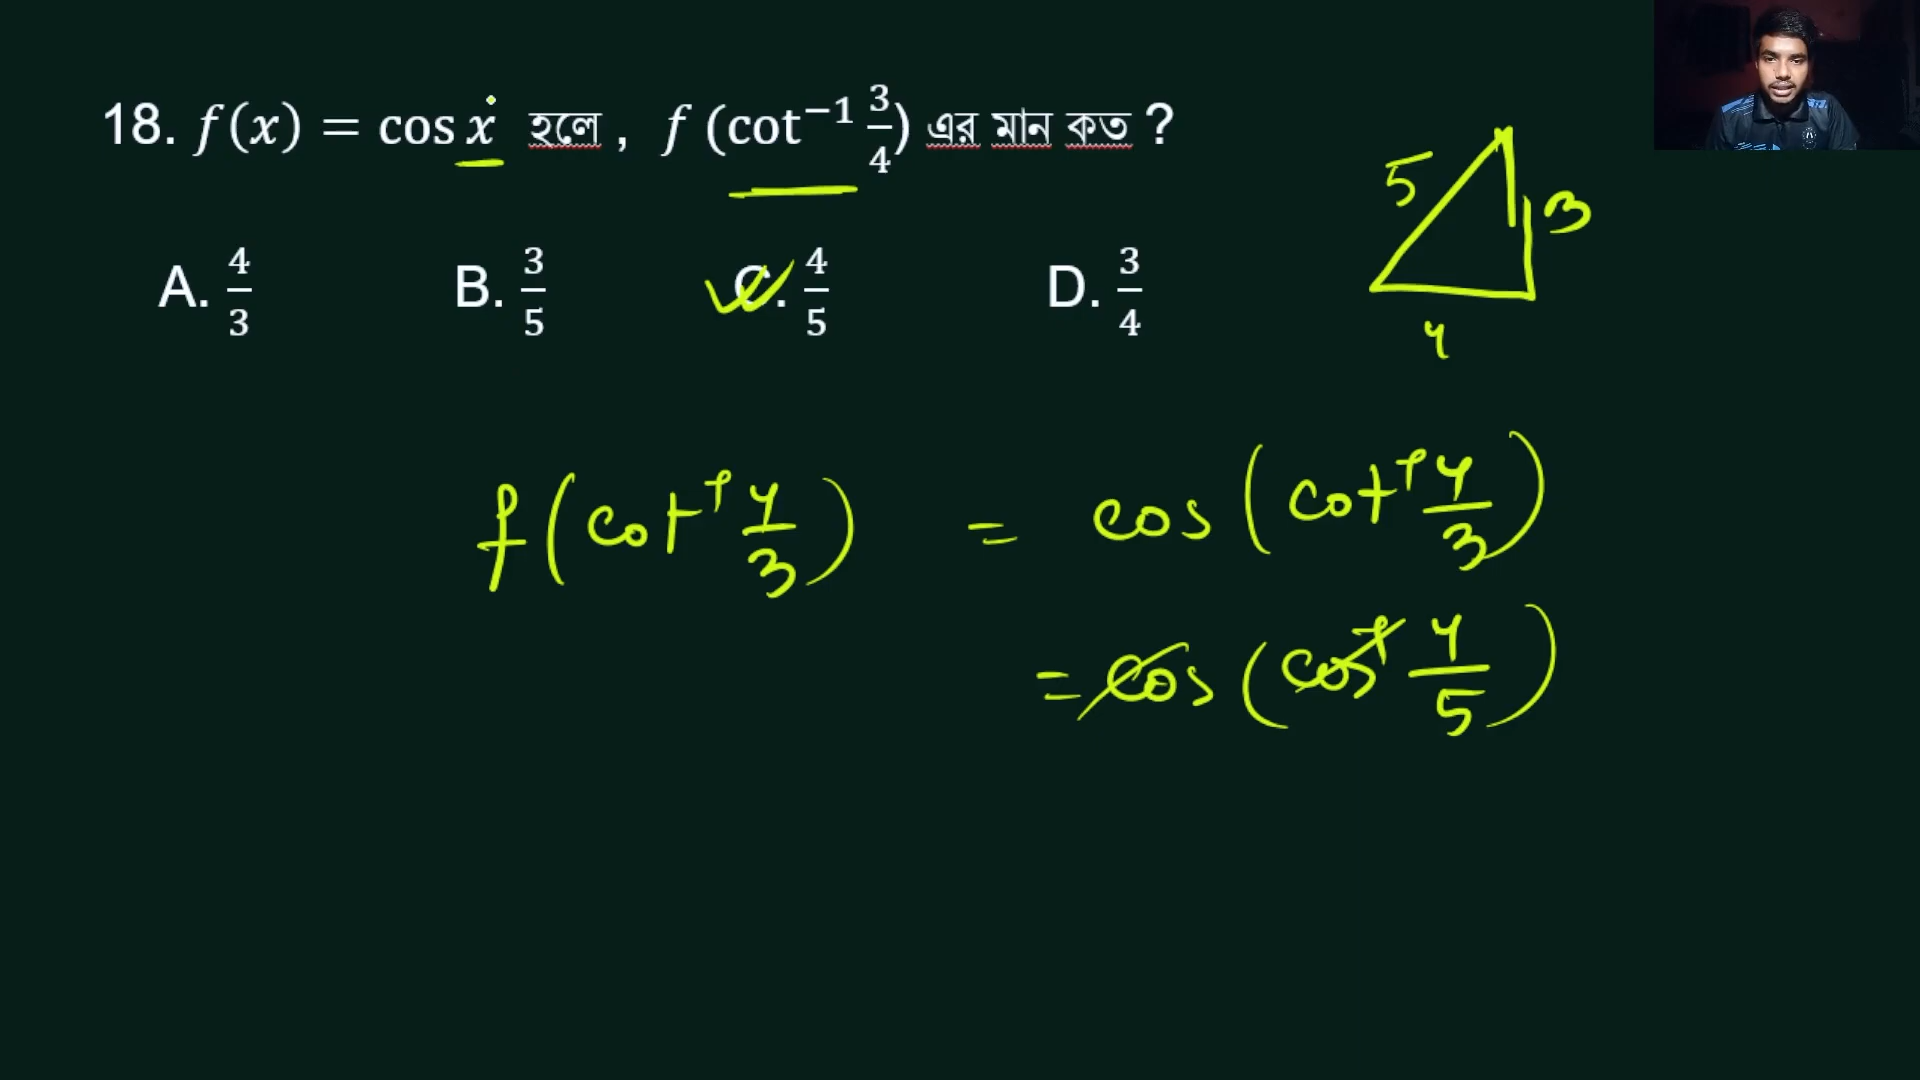 18. f(x) = cos x হলে , f (cot⁻¹ 3/4) এর মান কত ?
A. 4/3 B. 3/5 C. 4/5 D. 3/4
5
3
4
f(cot⁻¹ 4/3) = cos(cot⁻¹ 4/3)
= cos(cos⁻¹ 4/5)